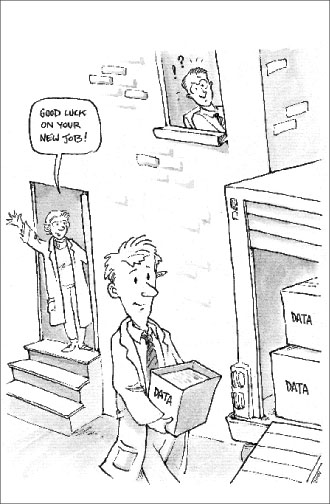 ! ?
GOOD LUCK
ON YOUR
NEW JOB!
DATA
DATA
DATA